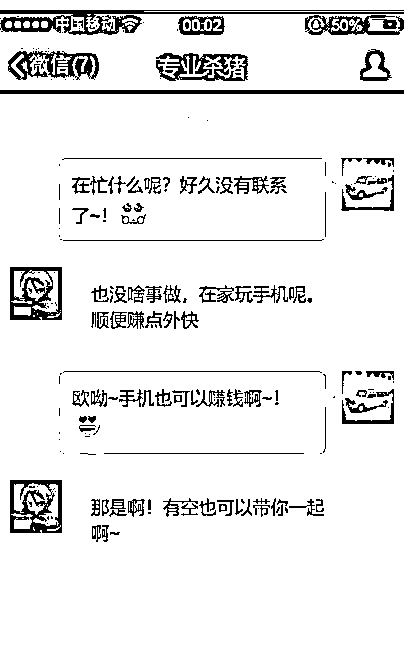 中国移动 00:02 50%
微信(7) 专业杀猪
在忙什么呢？好久没有联系
了~！
也没啥事做，在家玩手机呢。
顺便赚点外快
欧呦~手机也可以赚钱啊~！
那是啊！有空也可以带你一起
啊~